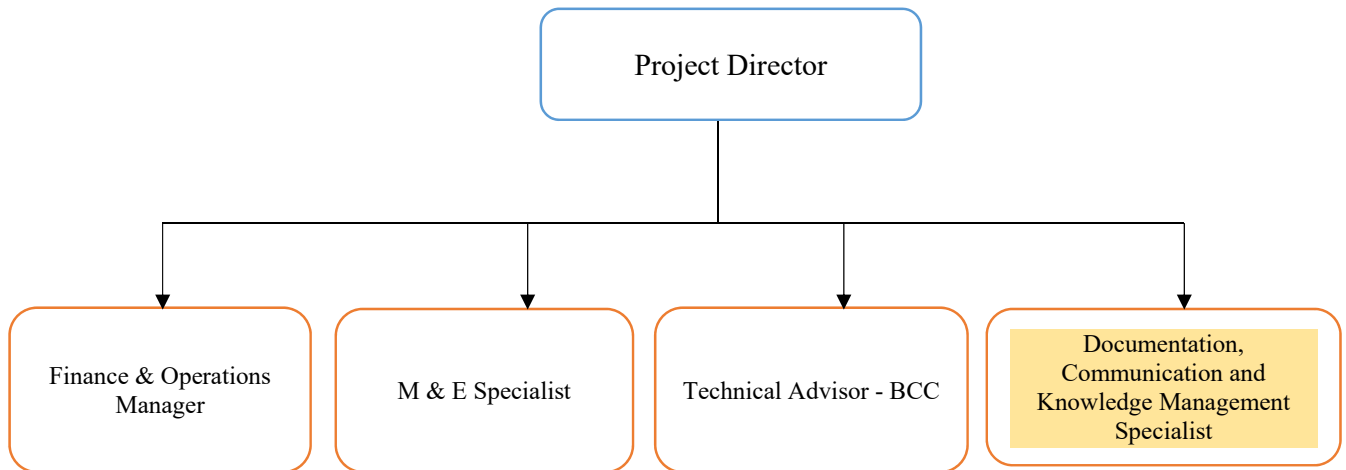 Project Director
Finance & Operations
Manager
M & E Specialist
Technical Advisor - BCC
Documentation,
Communication and
Knowledge Management
Specialist